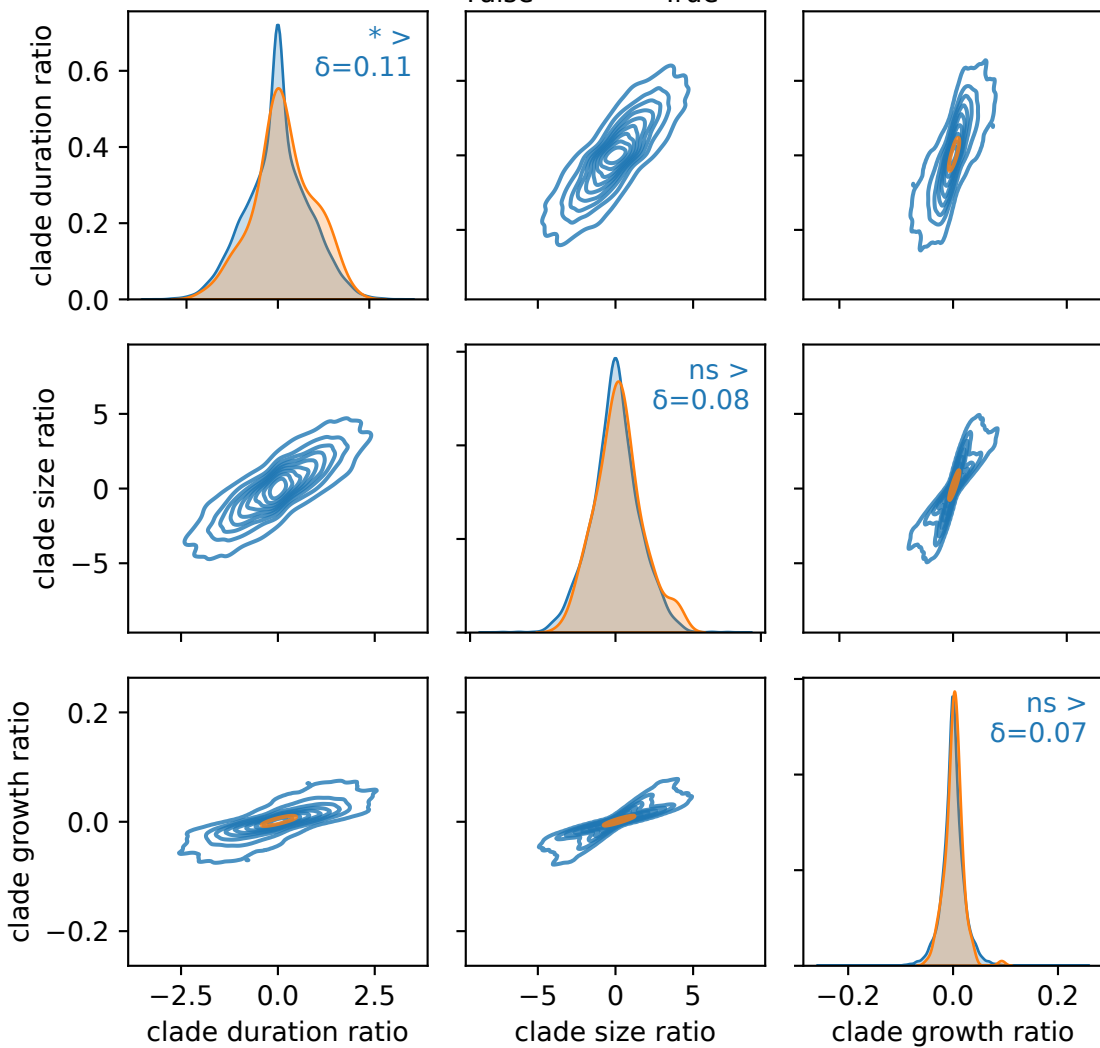 clade duration ratio
0.6
0.4
0.2
0.0
* >
δ=0.11
clade size ratio
5
0
−5
ns >
δ=0.08
clade growth ratio
0.2
0.0
−0.2
ns >
δ=0.07
−2.5 0.0 2.5
−5 0 5
−0.2 0.0 0.2
clade duration ratio
clade size ratio
clade growth ratio